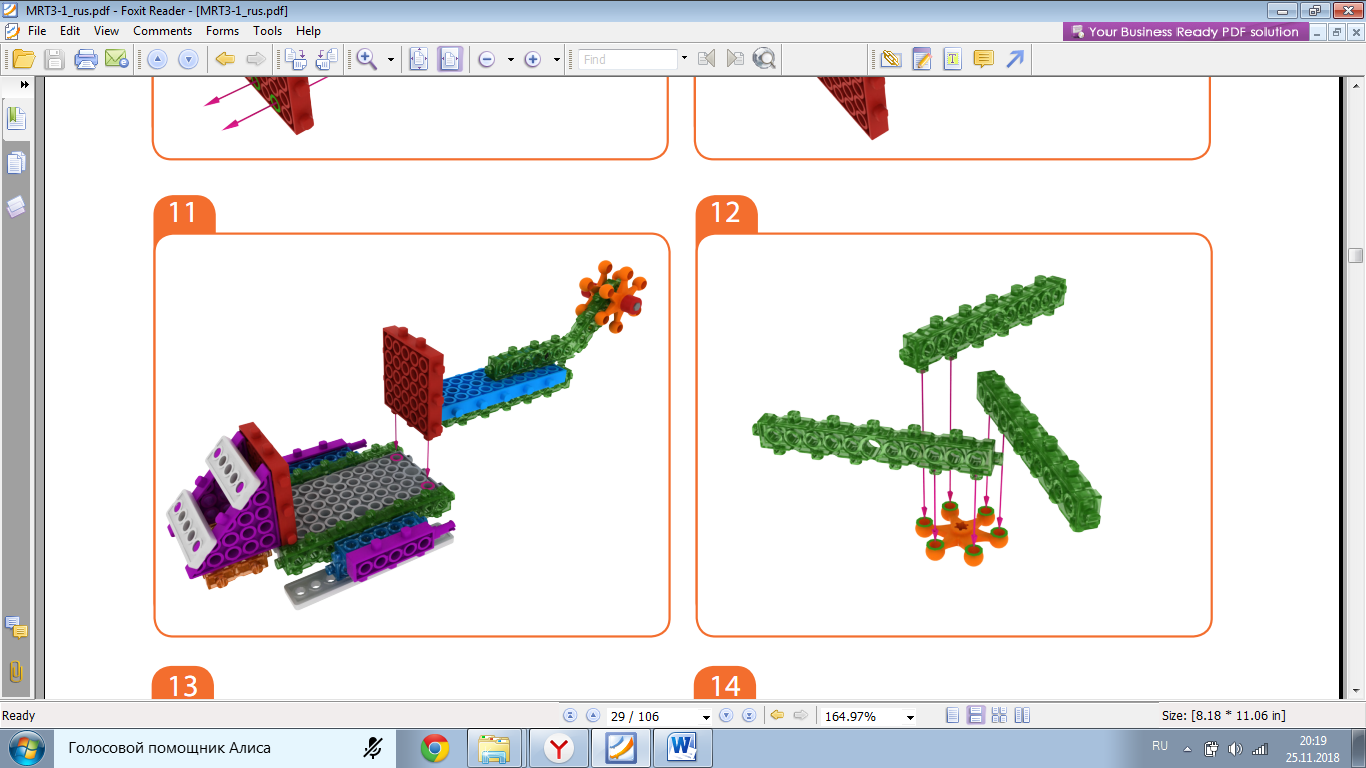 MRT3-1_rus.pdf - Foxit Reader - [MRT3-1_rus.pdf]
File Edit View Comments Forms Tools Help
Your Business Ready PDF solution
Find
11
12
13
14
Ready
29 / 106
164.97%
Size: [8.18 * 11.06 in]
Голосовой помощник Алиса
RU
20:19
25.11.2018